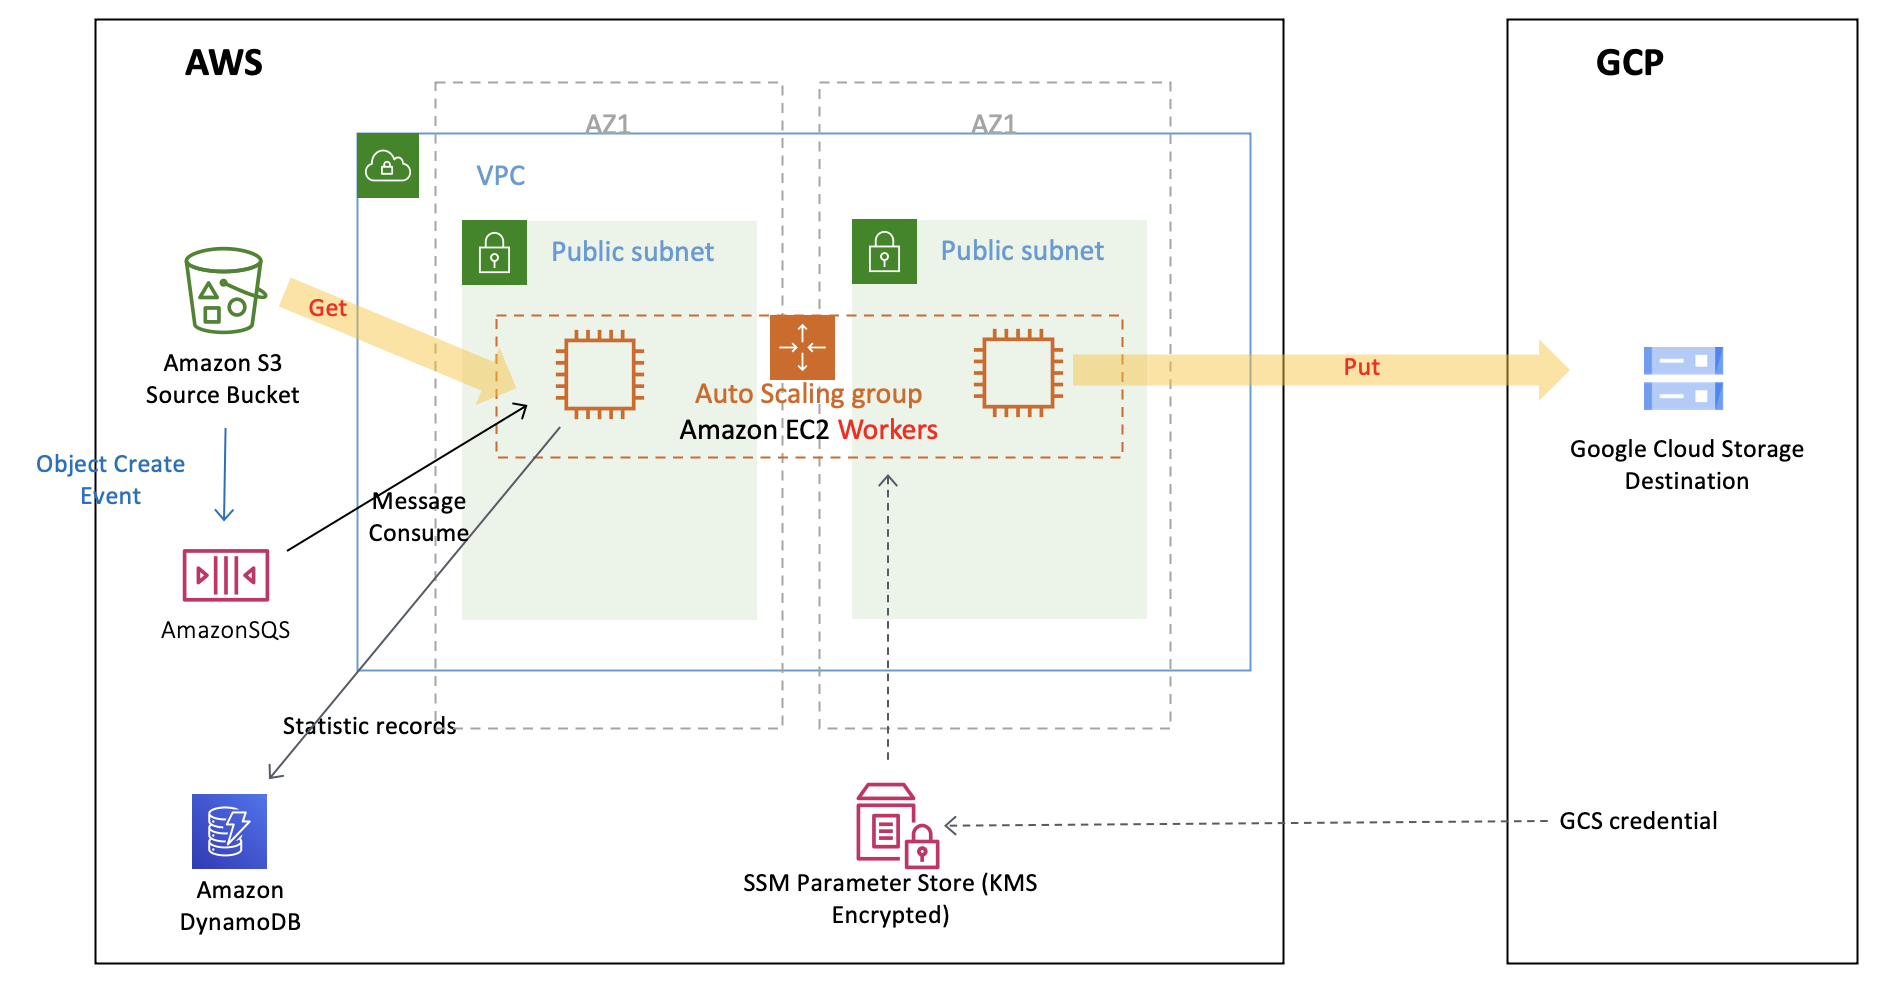 AWS
GCP
AZ1
AZ1
VPC
Public subnet
Public subnet
Get
Amazon S3
Source Bucket
Auto Scaling group
Amazon EC2 Workers
Put
Google Cloud Storage
Destination
Object Create
Event
Message
Consume
AmazonSQS
Statistic records
GCS credential
Amazon
DynamoDB
SSM Parameter Store (KMS
Encrypted)